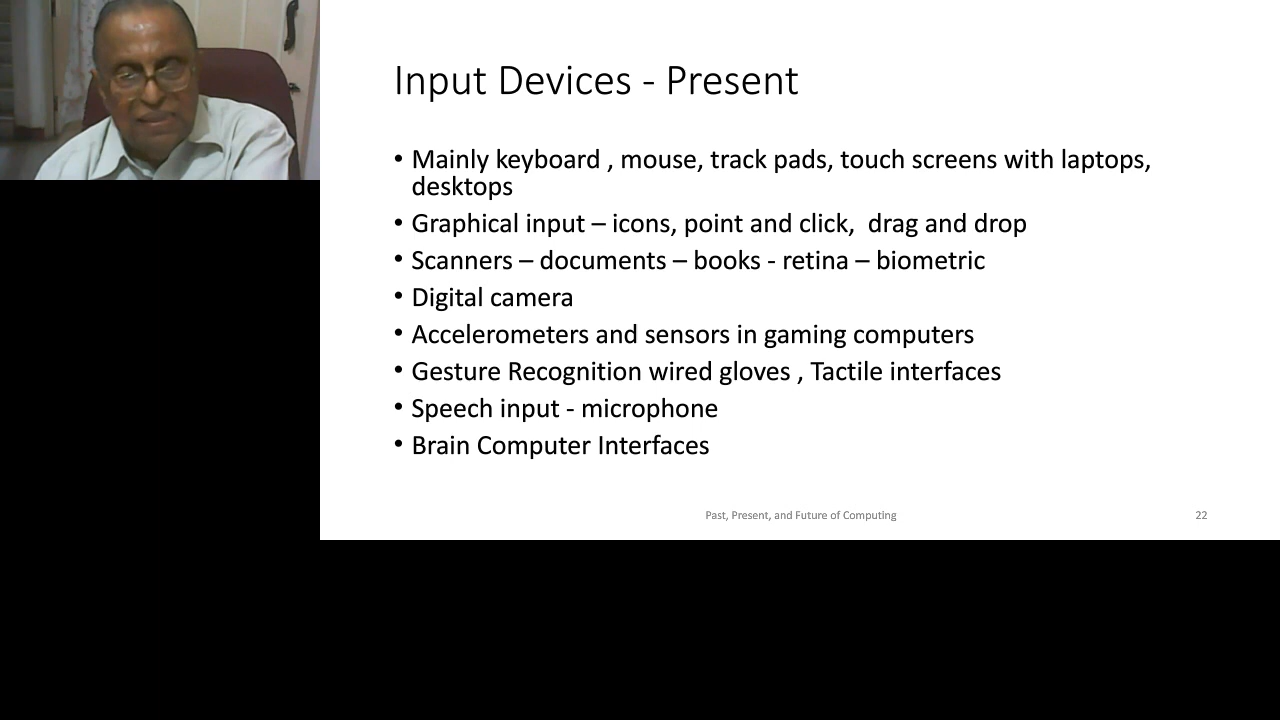 Input Devices - Present
• Mainly keyboard , mouse, track pads, touch screens with laptops,
desktops
• Graphical input – icons, point and click,  drag and drop
• Scanners – documents – books - retina – biometric
• Digital camera
• Accelerometers and sensors in gaming computers
• Gesture Recognition wired gloves , Tactile interfaces
• Speech input - microphone
• Brain Computer Interfaces
Past, Present, and Future of Computing
22